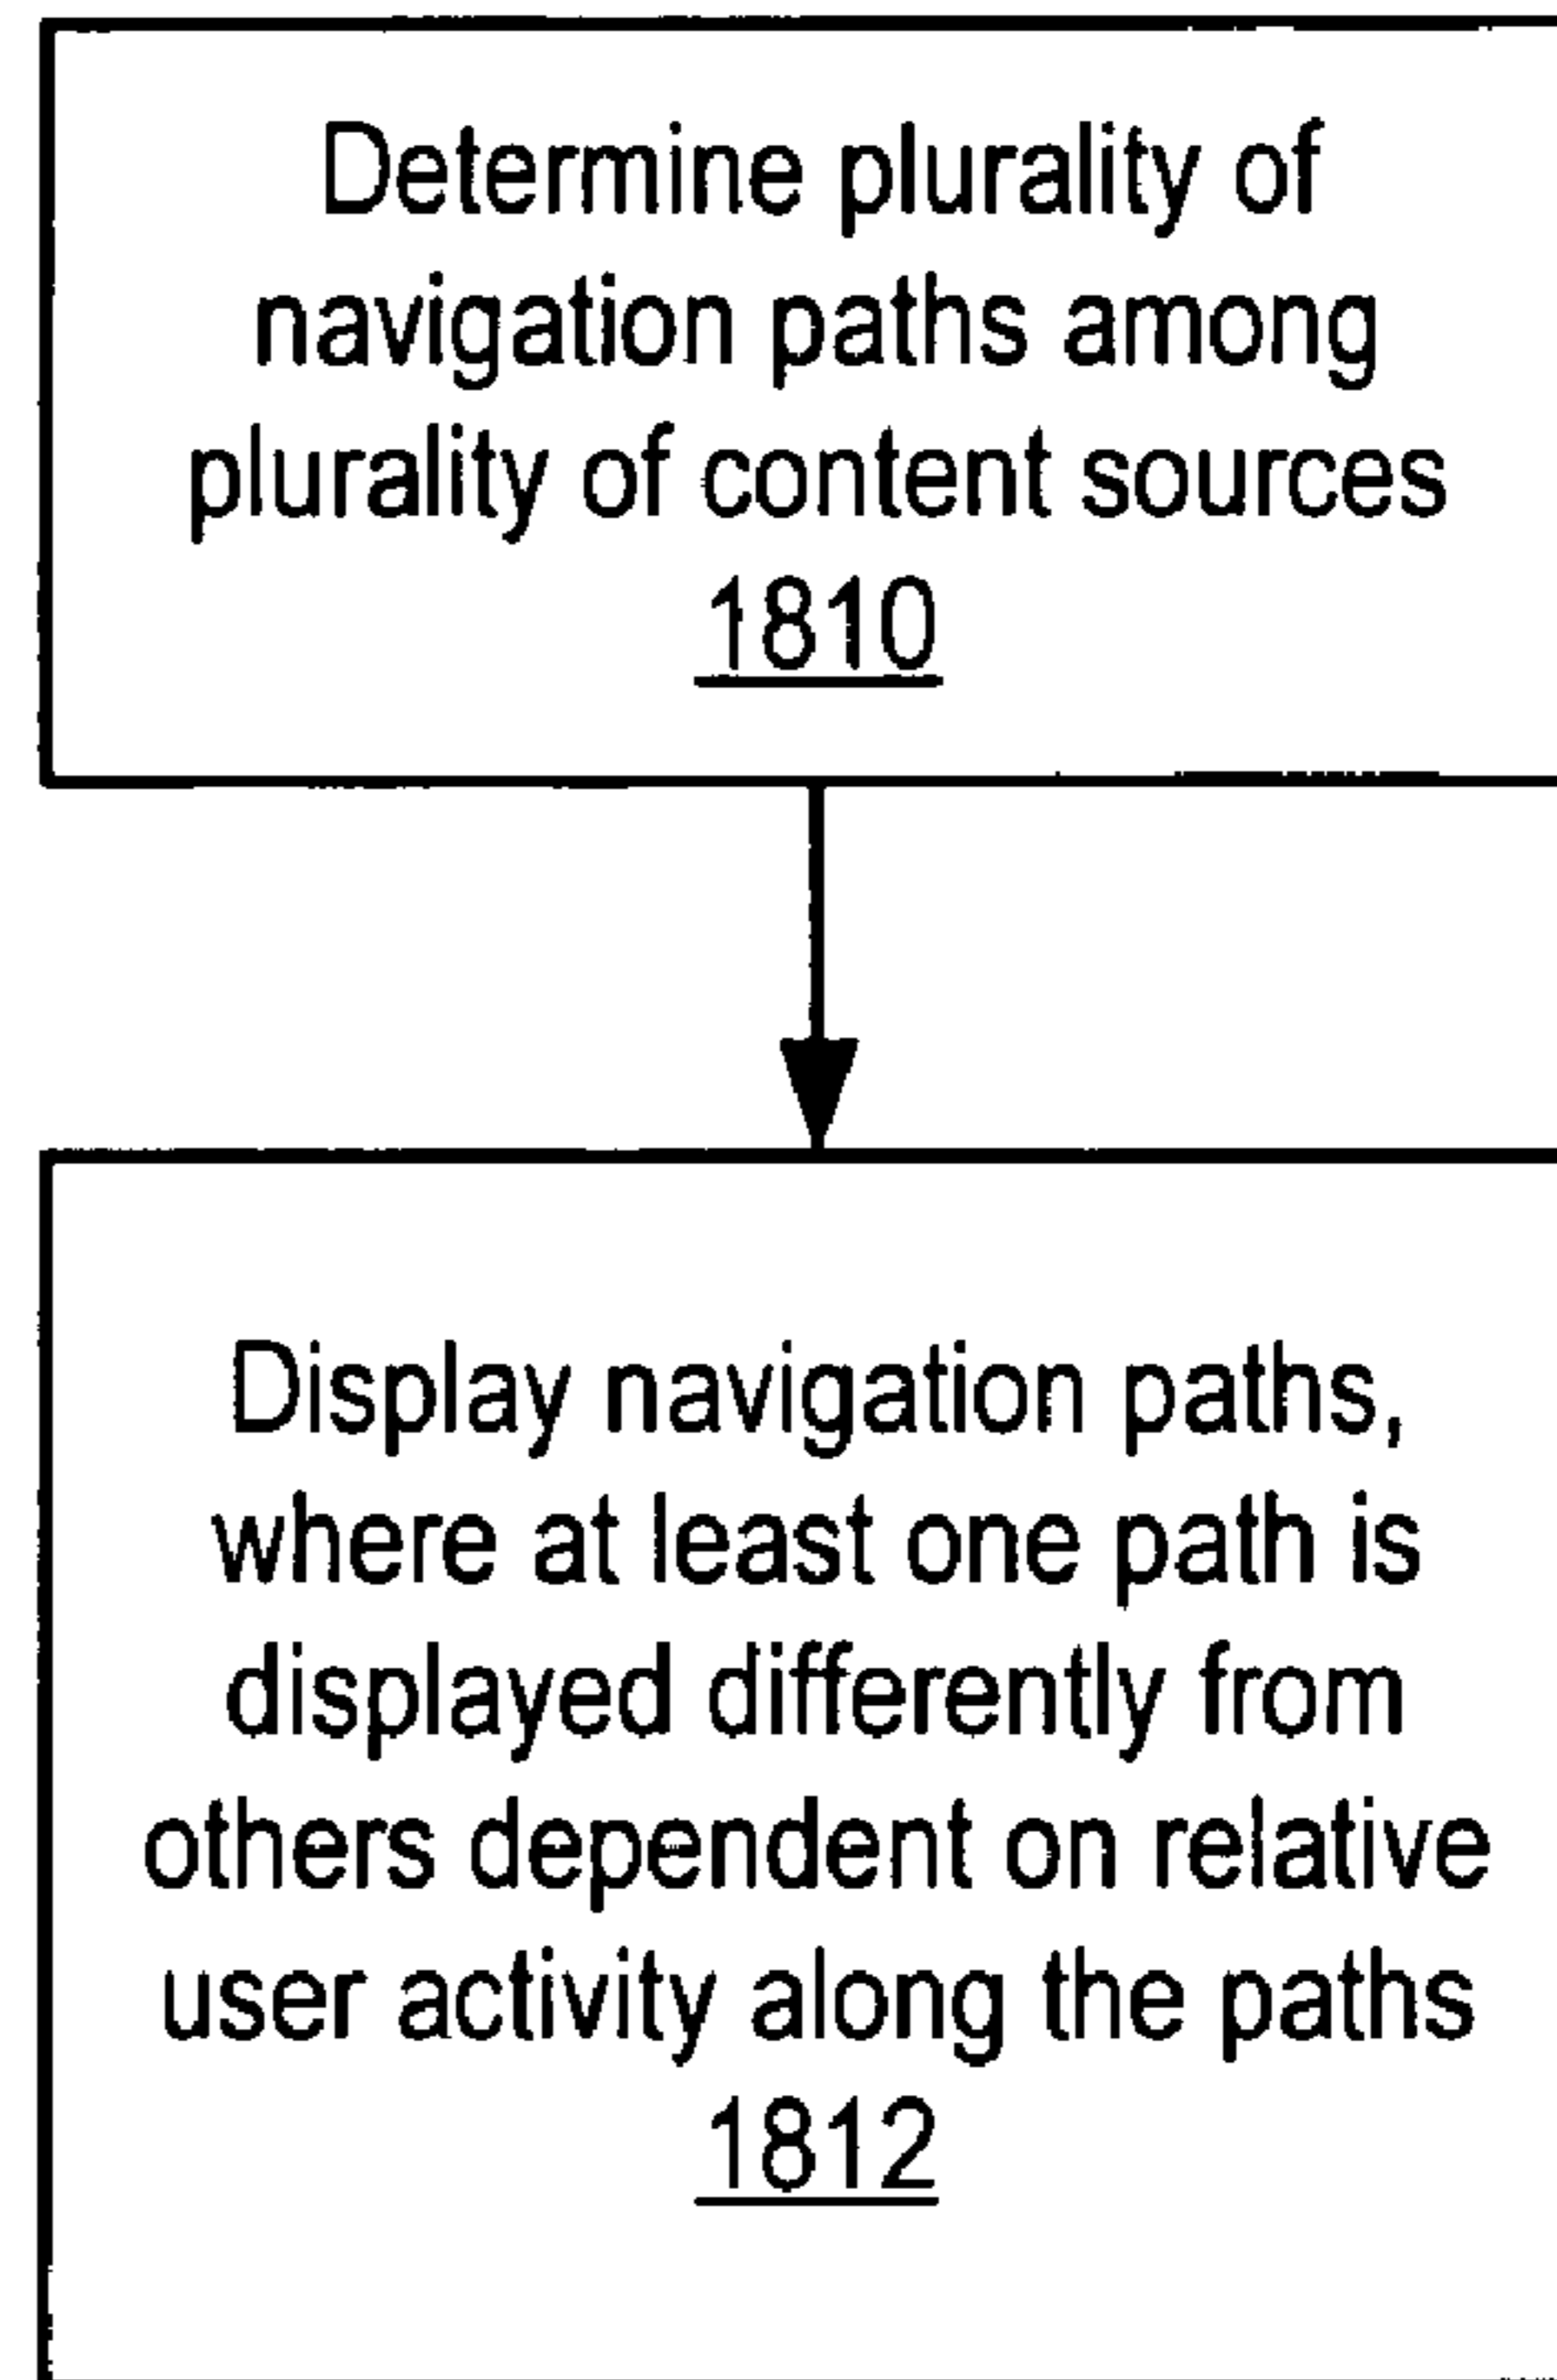 Determine plurality of
navigation paths among
plurality of content sources
1810
Display navigation paths,
where at least one path is
displayed differently from
others dependent on relative
user activity along the paths
1812